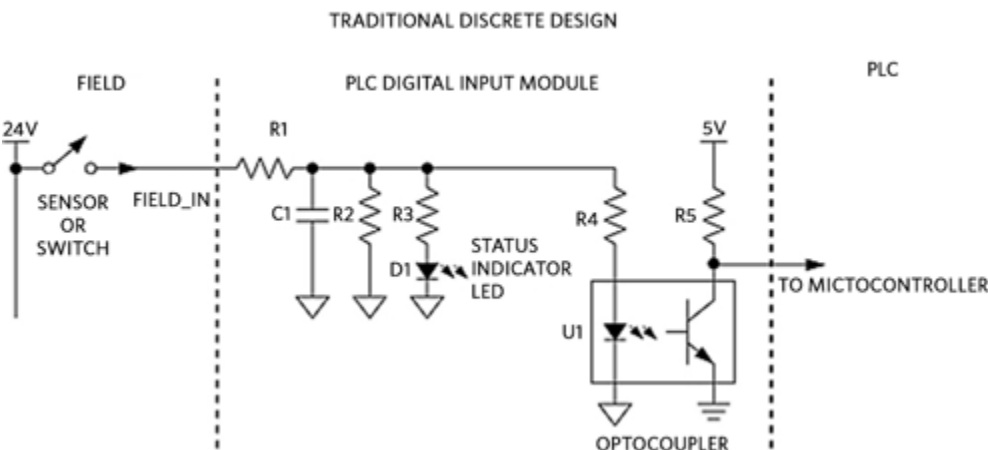 TRADITIONAL DISCRETE DESIGN
FIELD
PLC DIGITAL INPUT MODULE
PLC
24V
R1
5V
SENSOR
OR
SWITCH
FIELD_IN
C1
R2
R3
R4
R5
D1
STATUS
INDICATOR
LED
TO MICTOCONTROLLER
U1
OPTOCOUPLER